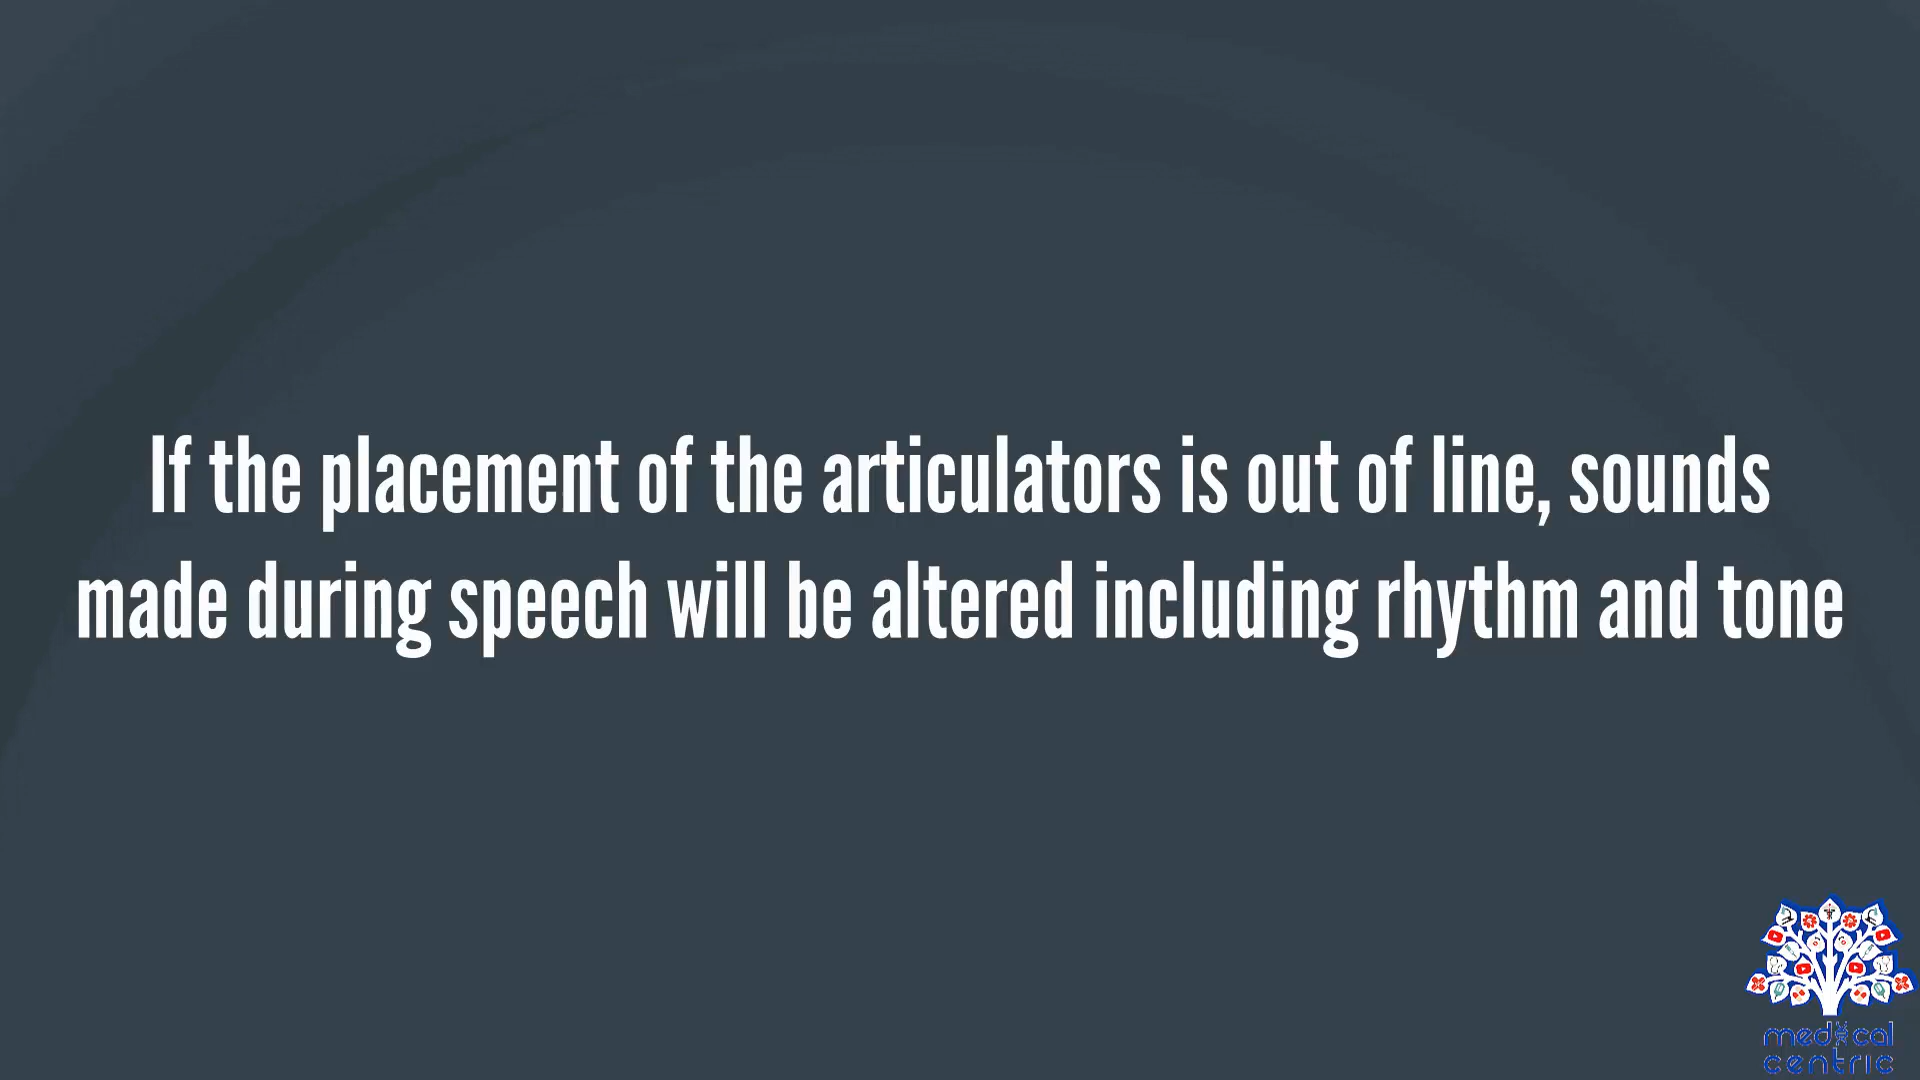 If the placement of the articulators is out of line, sounds
made during speech will be altered including rhythm and tone
medical
centric